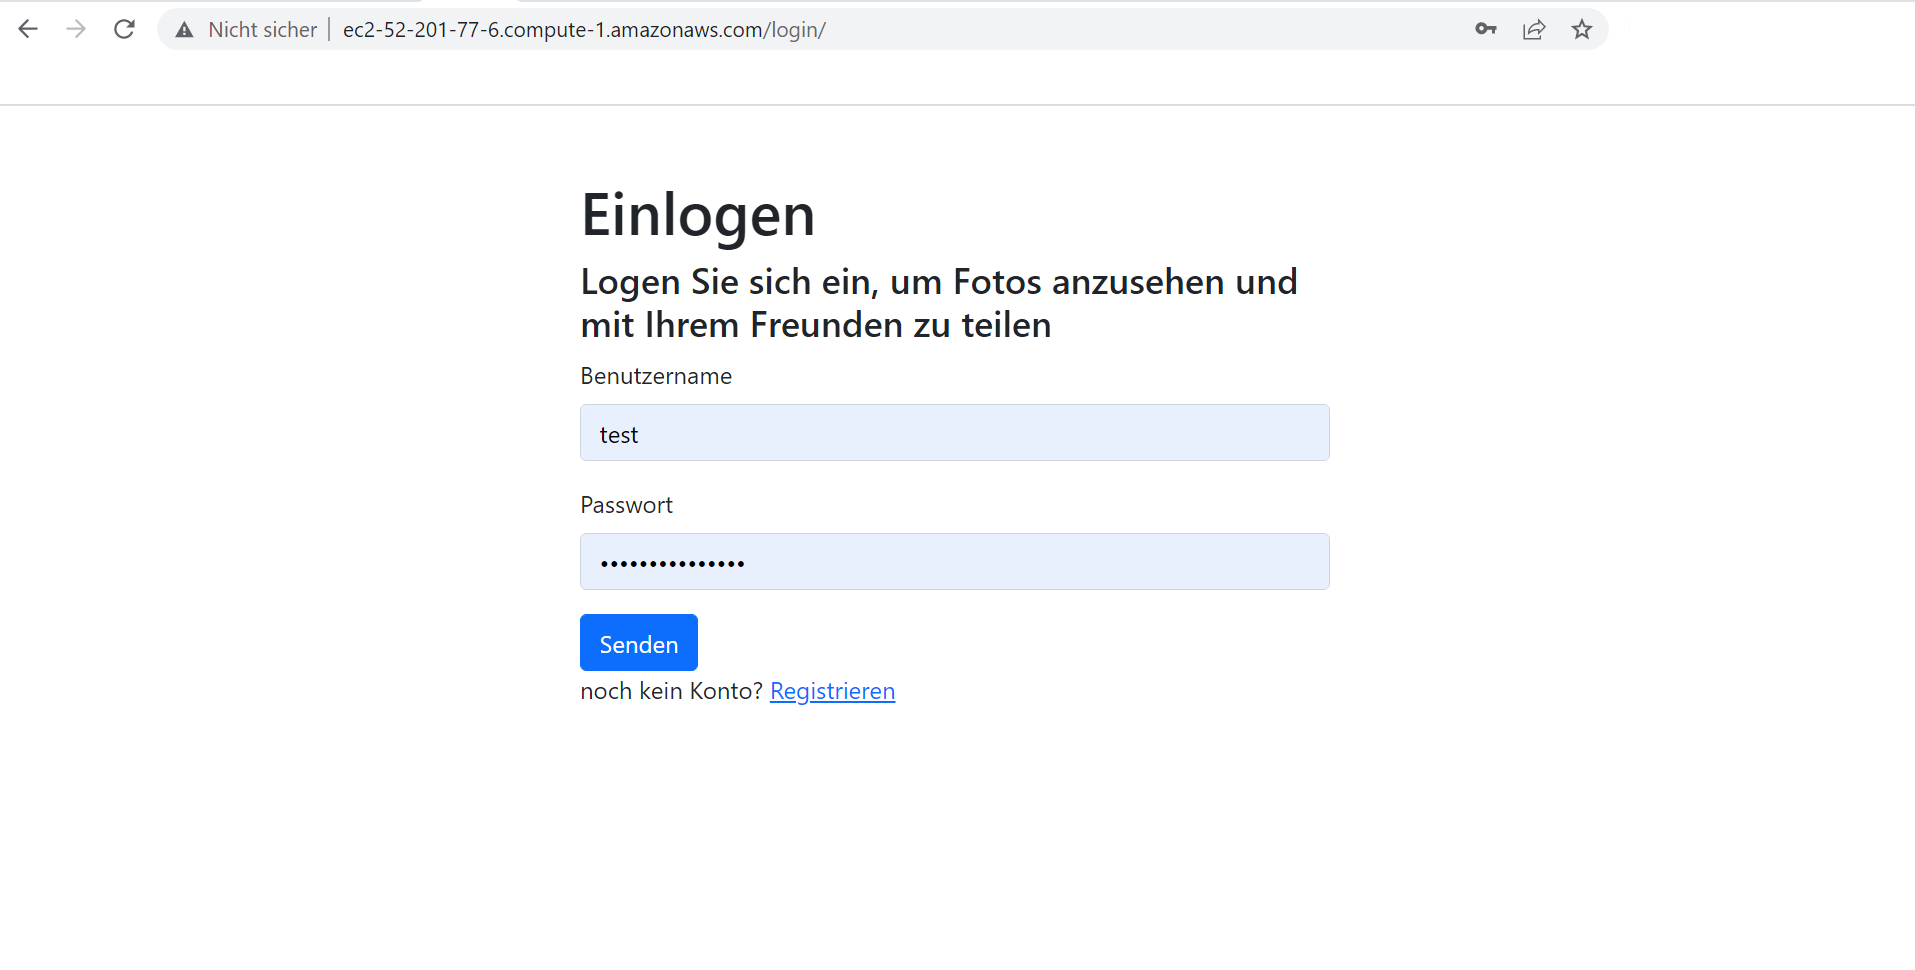 Nicht sicher | ec2-52-201-77-6.compute-1.amazonaws.com/login/
Einlogen
Logen Sie sich ein, um Fotos anzusehen und
mit Ihrem Freunden zu teilen
Benutzername
test
Passwort
•••••••••••••••
Senden
noch kein Konto? Registrieren